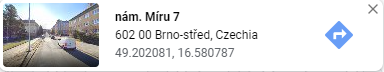 nám. Míru 7
602 00 Brno-střed, Czechia
49.202081, 16.580787